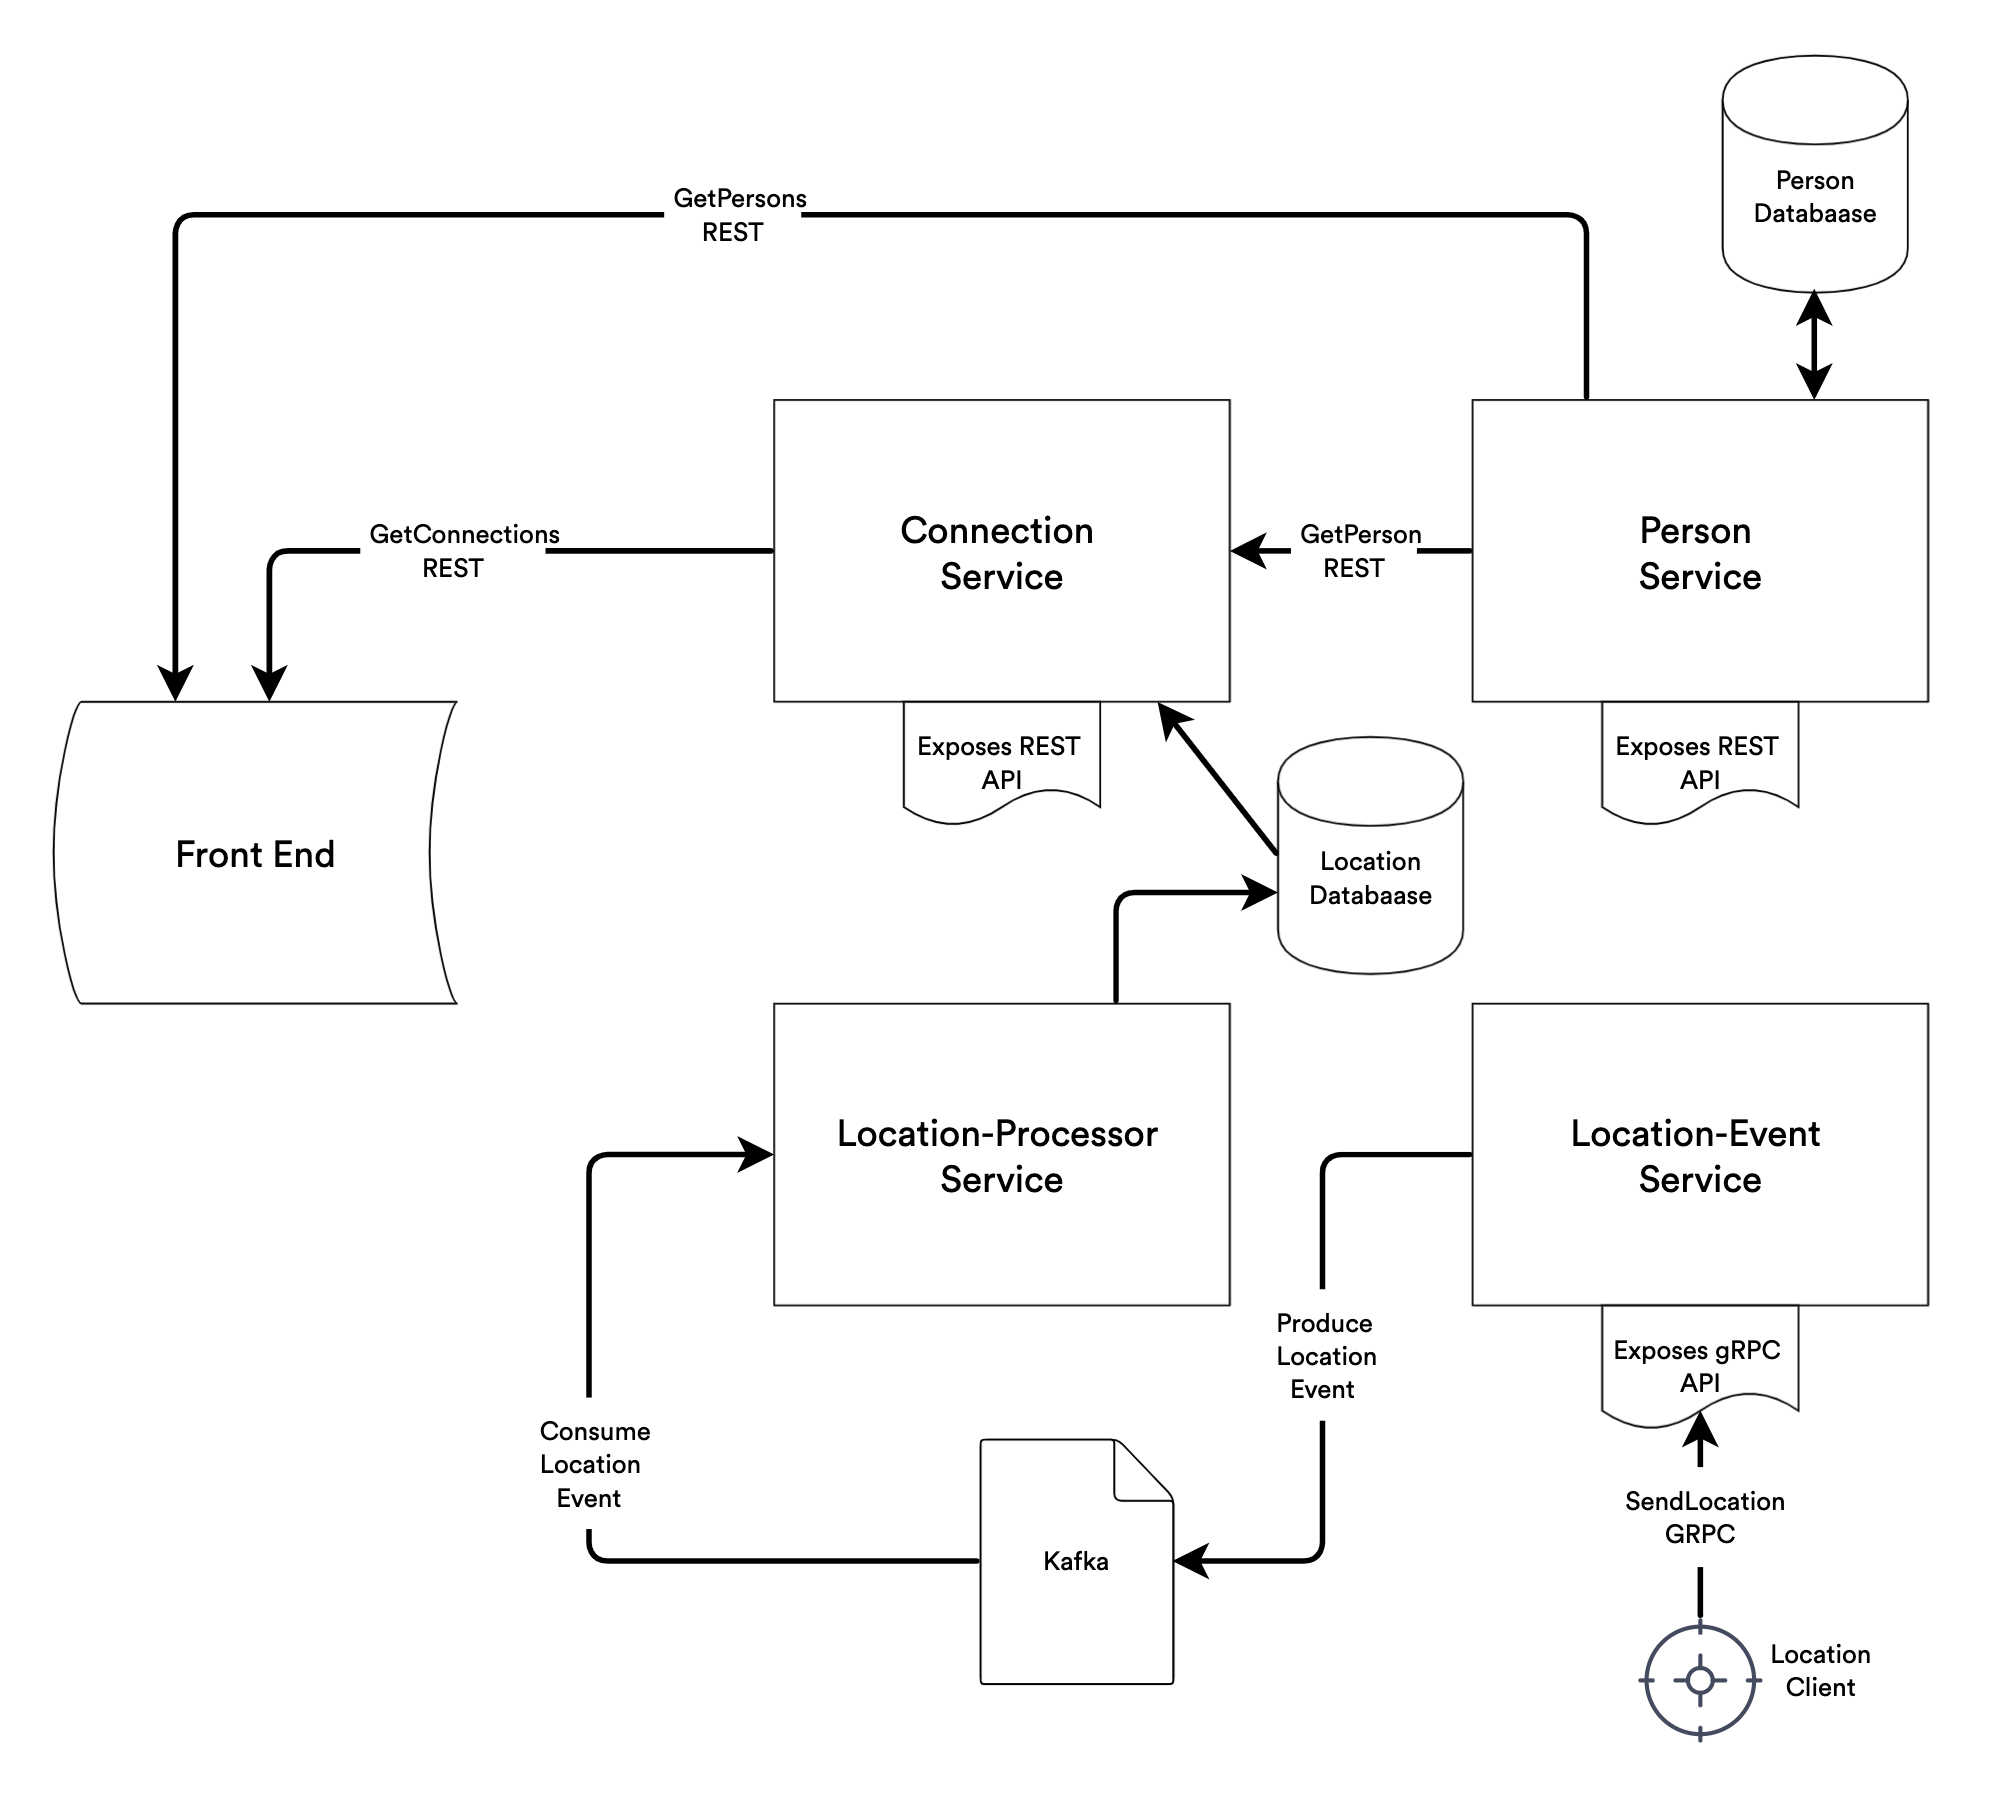 Person
Databaase
GetPersons
REST
GetConnections
REST
Connection
Service
GetPerson
REST
Person
Service
Exposes REST
API
Exposes REST
API
Front End
Location
Databaase
Location-Processor
Service
Location-Event
Service
Produce
Location
Event
Exposes gRPC
API
Consume
Location
Event
SendLocation
GRPC
Kafka
Location
Client